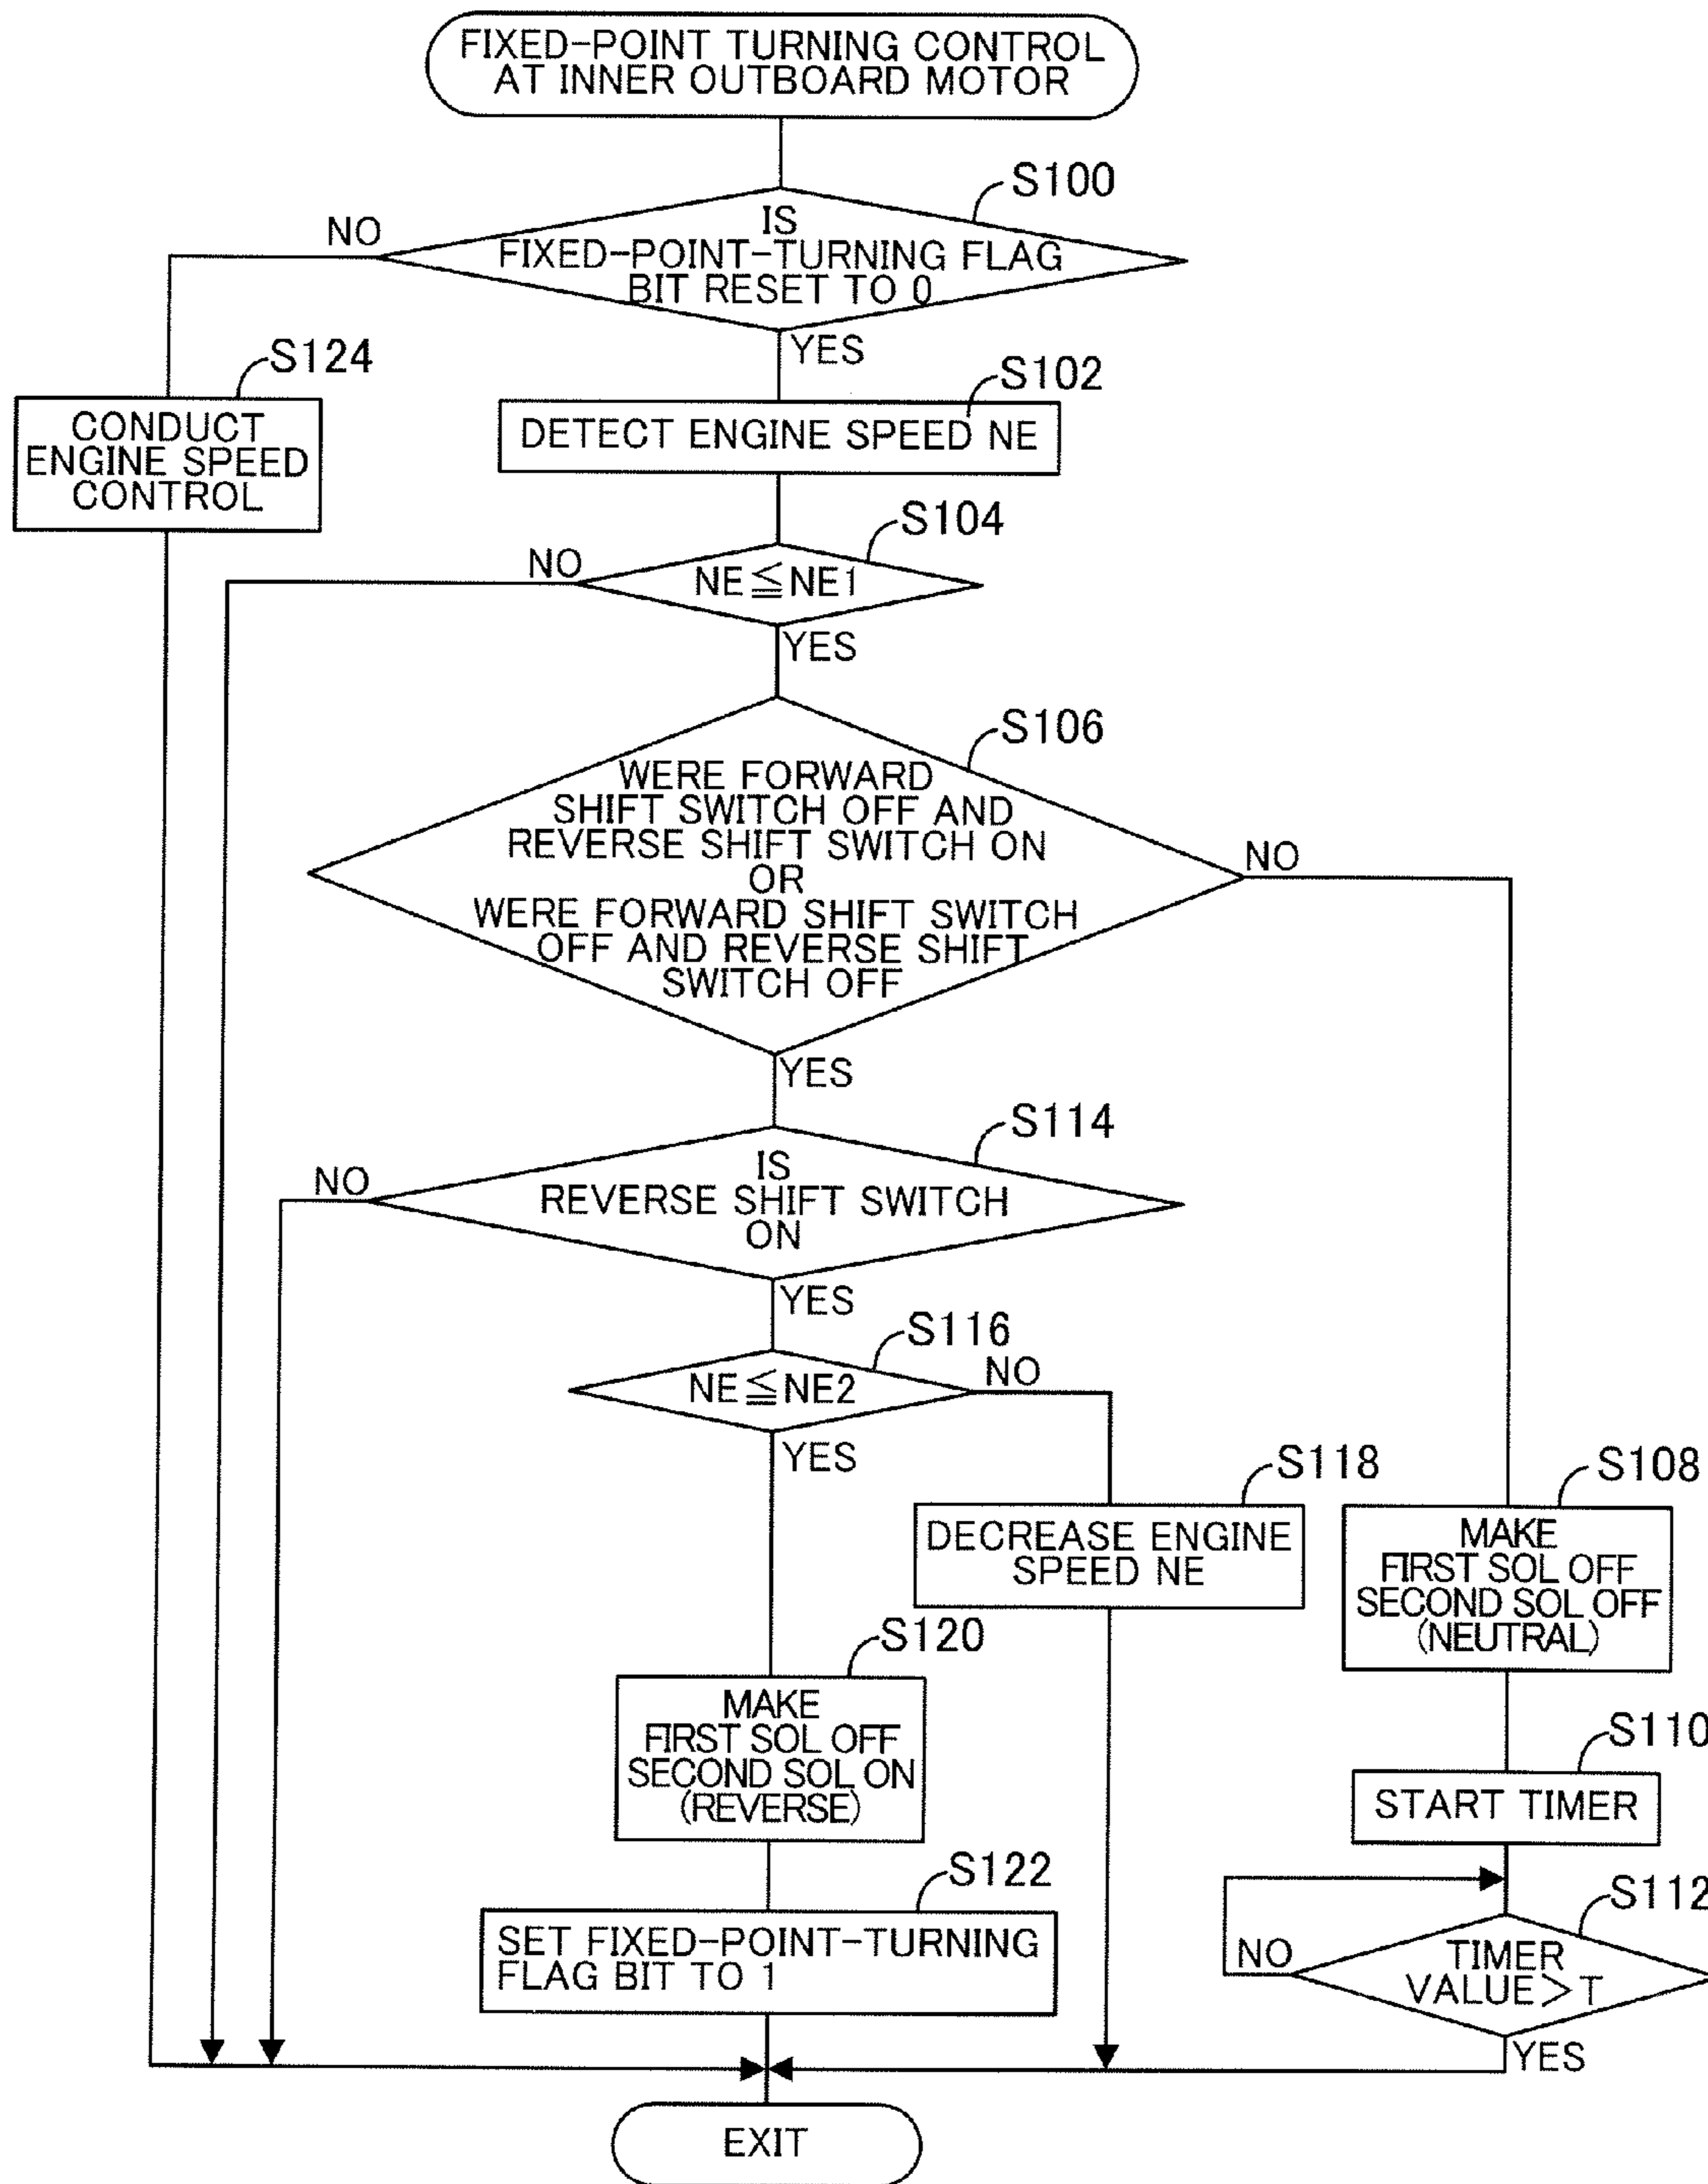 FIXED-POINT TURNING CONTROL
AT INNER OUTBOARD MOTOR
S100
NO
IS
FIXED-POINT-TURNING FLAG
BIT RESET TO 0
YES
S124
CONDUCT
ENGINE SPEED
CONTROL
S102
DETECT ENGINE SPEED NE
S104
NO
NE≦NE1
YES
S106
WERE FORWARD
SHIFT SWITCH OFF AND
REVERSE SHIFT SWITCH ON
OR
WERE FORWARD SHIFT SWITCH
OFF AND REVERSE SHIFT
SWITCH OFF
NO
YES
S114
NO
IS
REVERSE SHIFT SWITCH
ON
YES
S116
NE≦NE2
NO
YES
S118
DECREASE ENGINE
SPEED NE
S108
MAKE
FIRST SOL OFF
SECOND SOL OFF
(NEUTRAL)
S120
MAKE
FIRST SOL OFF
SECOND SOL ON
(REVERSE)
S110
START TIMER
S122
SET FIXED-POINT-TURNING
FLAG BIT TO 1
S112
NO
TIMER
VALUE>T
YES
EXIT